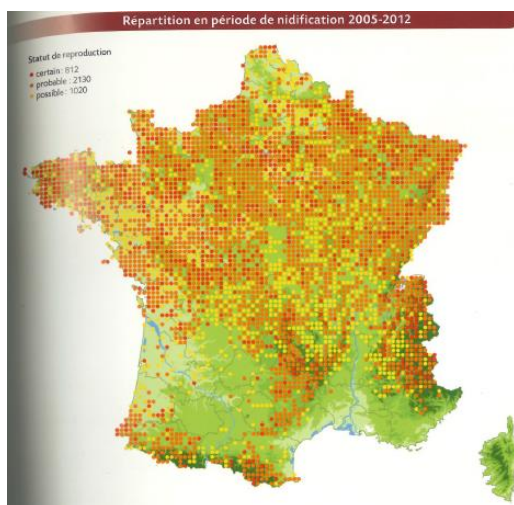 Répartition en période de nidification 2005-2012
Statut de reproduction
• certain : 812
• probable : 2130
• possible : 1020